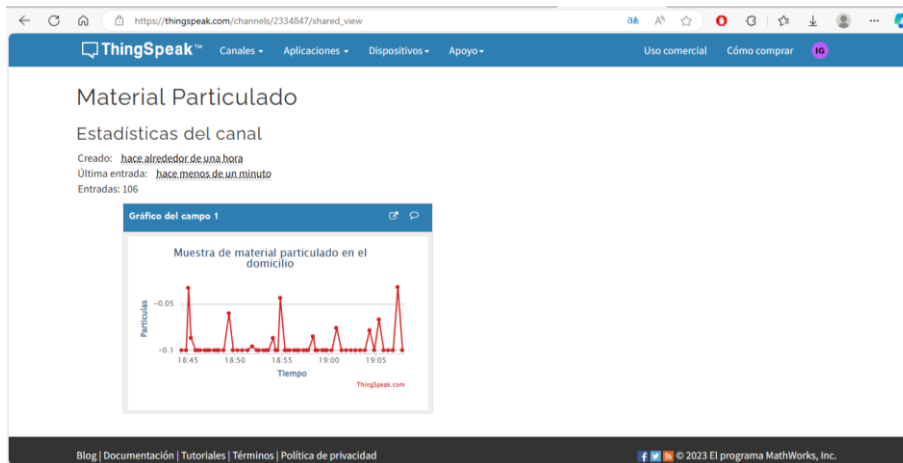 https://thingspeak.com/channels/2334847/shared_view
ThingSpeak™ Canales Aplicaciones Dispositivos Apoyo Uso comercial Cómo comprar IG
Material Particulado
Estadísticas del canal
Creado: hace alrededor de una hora
Última entrada: hace menos de un minuto
Entradas: 106
Gráfico del campo 1
Muestra de material particulado en el
domicilio
Partículas
-0.05
-0.1
18:45 18:50 18:55 19:00 19:05
Tiempo
ThingSpeak.com
Blog | Documentación | Tutoriales | Términos | Política de privacidad © 2023 El programa MathWorks, Inc.